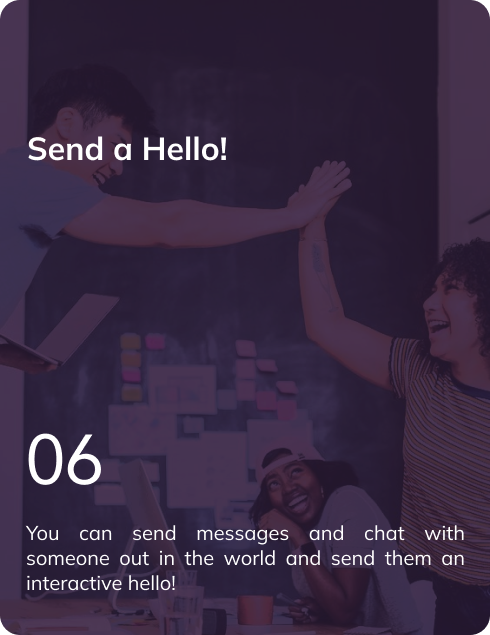 Send a Hello!
06
You can send messages and chat with
someone out in the world and send them an
interactive hello!